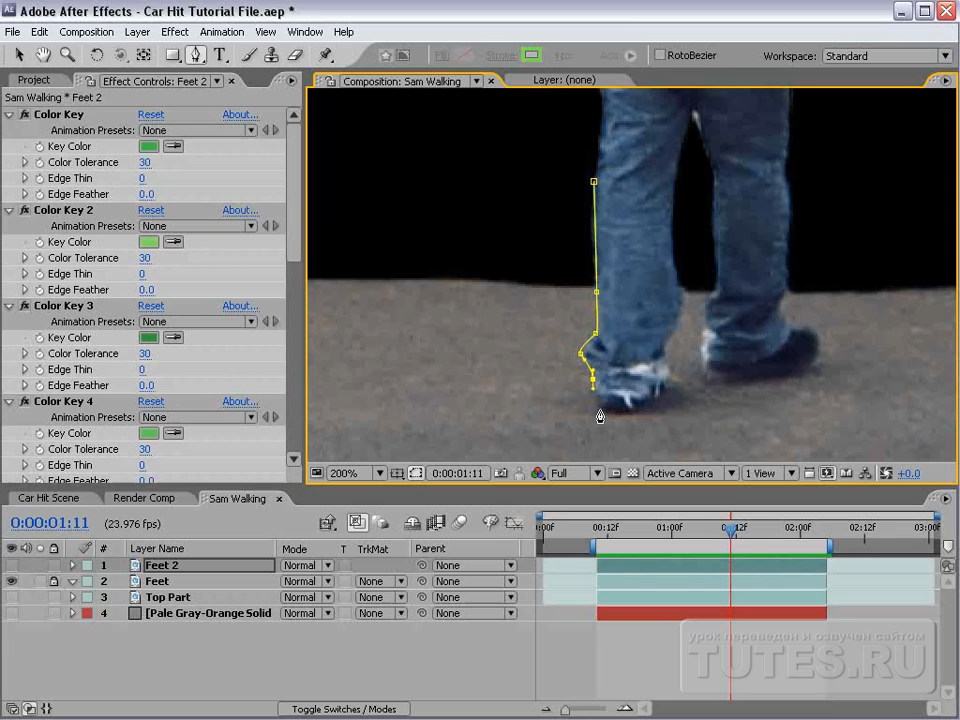 Adobe After Effects - Car Hit Tutorial File.aep *
File Edit Composition Layer Effect Animation View Window Help
Fill Stroke: Add: RotoBezier Workspace: Standard
Project Effect Controls: Feet 2 Composition: Sam Walking Layer: (none)
Sam Walking * Feet 2
Color Key Reset About...
Animation Presets: None
Key Color
Color Tolerance 30
Edge Thin 0
Edge Feather 0.0
Color Key 2 Reset About...
Animation Presets: None
Key Color
Color Tolerance 30
Edge Thin 0
Edge Feather 0.0
Color Key 3 Reset About...
Animation Presets: None
Key Color
Color Tolerance 30
Edge Thin 0
Edge Feather 0.0
Color Key 4 Reset About...
Animation Presets: None
Key Color
Color Tolerance 30
Edge Thin 0
Edge Feather 0.0
200% 0:00:01:11 Full Active Camera 1 View +0.0
Car Hit Scene Render Comp Sam Walking
0:00:01:11 (23.976 fps)
:00f 00:12f 01:00f 12f 02:00f 02:12f 03:00f
# Layer Name Mode T TrkMat Parent
1 Feet 2 Normal None
2 Feet Normal None None
3 Top Part Normal None None
4 [Pale Gray-Orange Solid Normal None None
урок переведен и озвучен сайтом
TUTES.RU
Toggle Switches / Modes